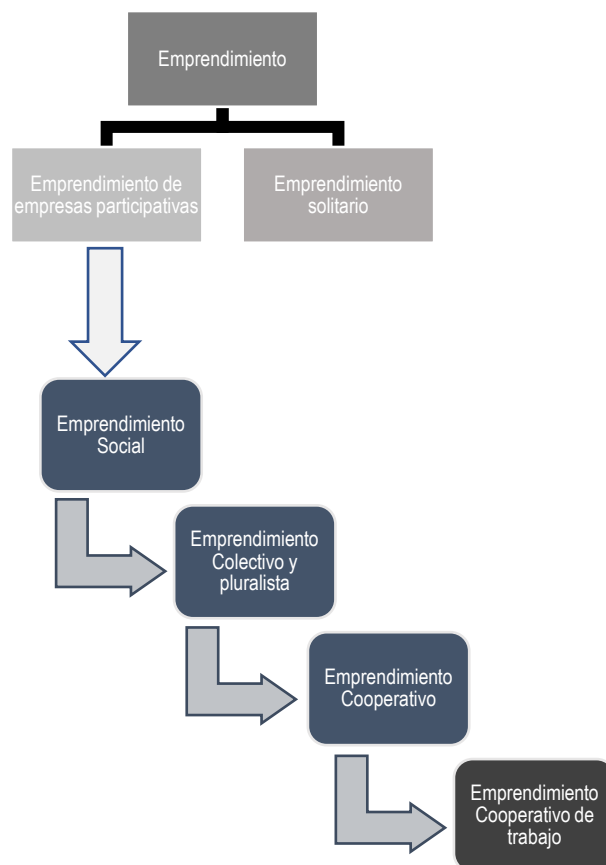 Emprendimiento
Emprendimiento de
empresas participativas
Emprendimiento
solitario
Emprendimiento
Social
Emprendimiento
Colectivo y
pluralista
Emprendimiento
Cooperativo
Emprendimiento
Cooperativo de
trabajo